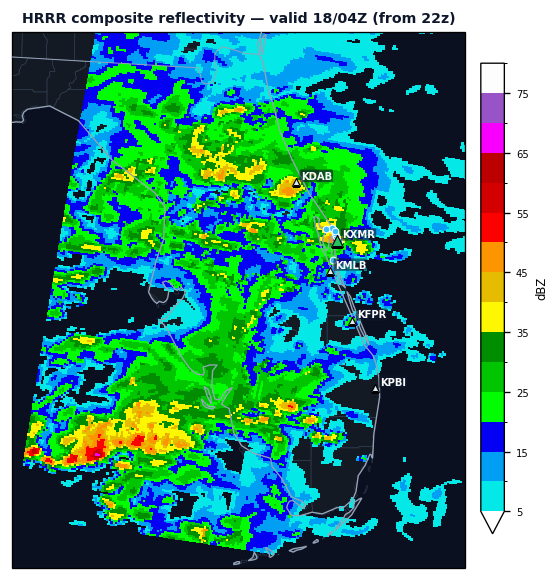 HRRR composite reflectivity — valid 18/04Z (from 22z)
KDAB
KXMR
KMLB
KFPR
KPBI
75
65
55
45
35
25
15
5
dBZ